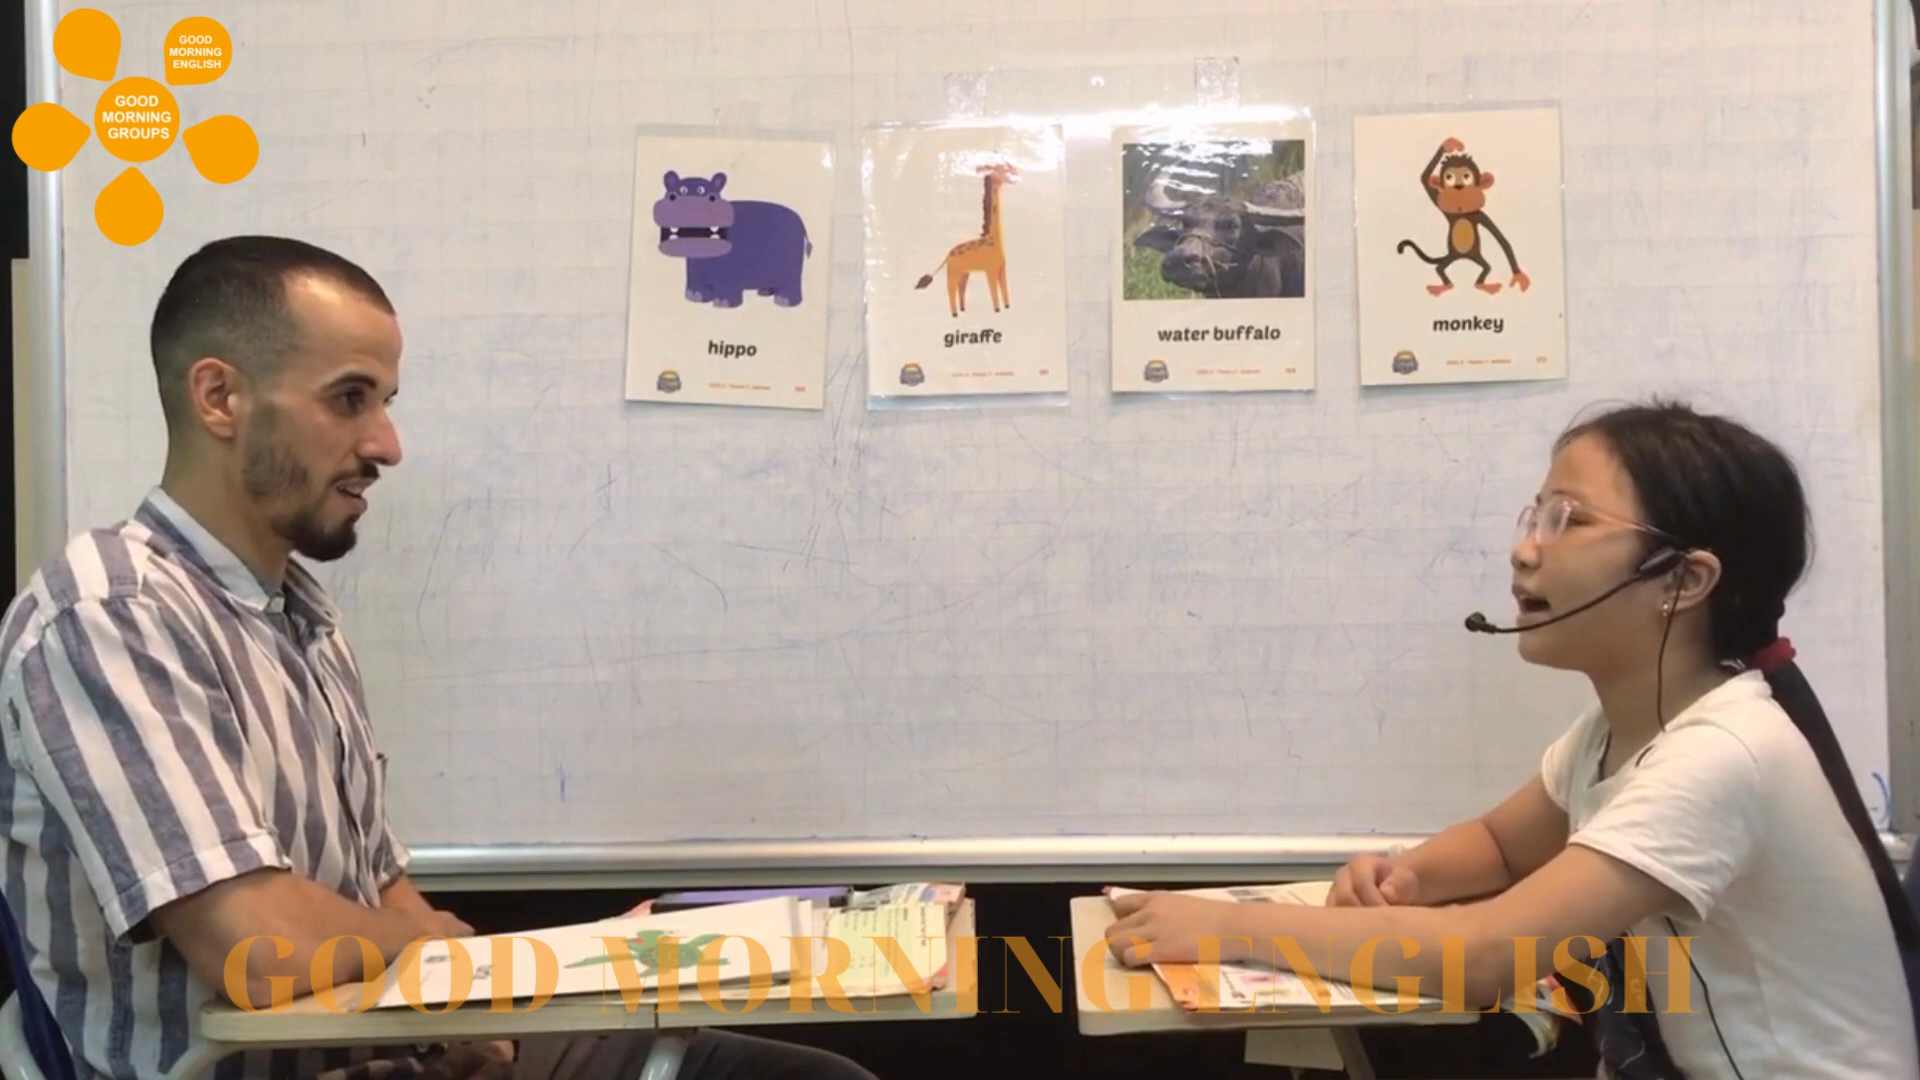 GOOD
MORNING
ENGLISH
GOOD
MORNING
GROUPS
hippo
giraffe
water buffalo
monkey
GOOD MORNING ENGLISH